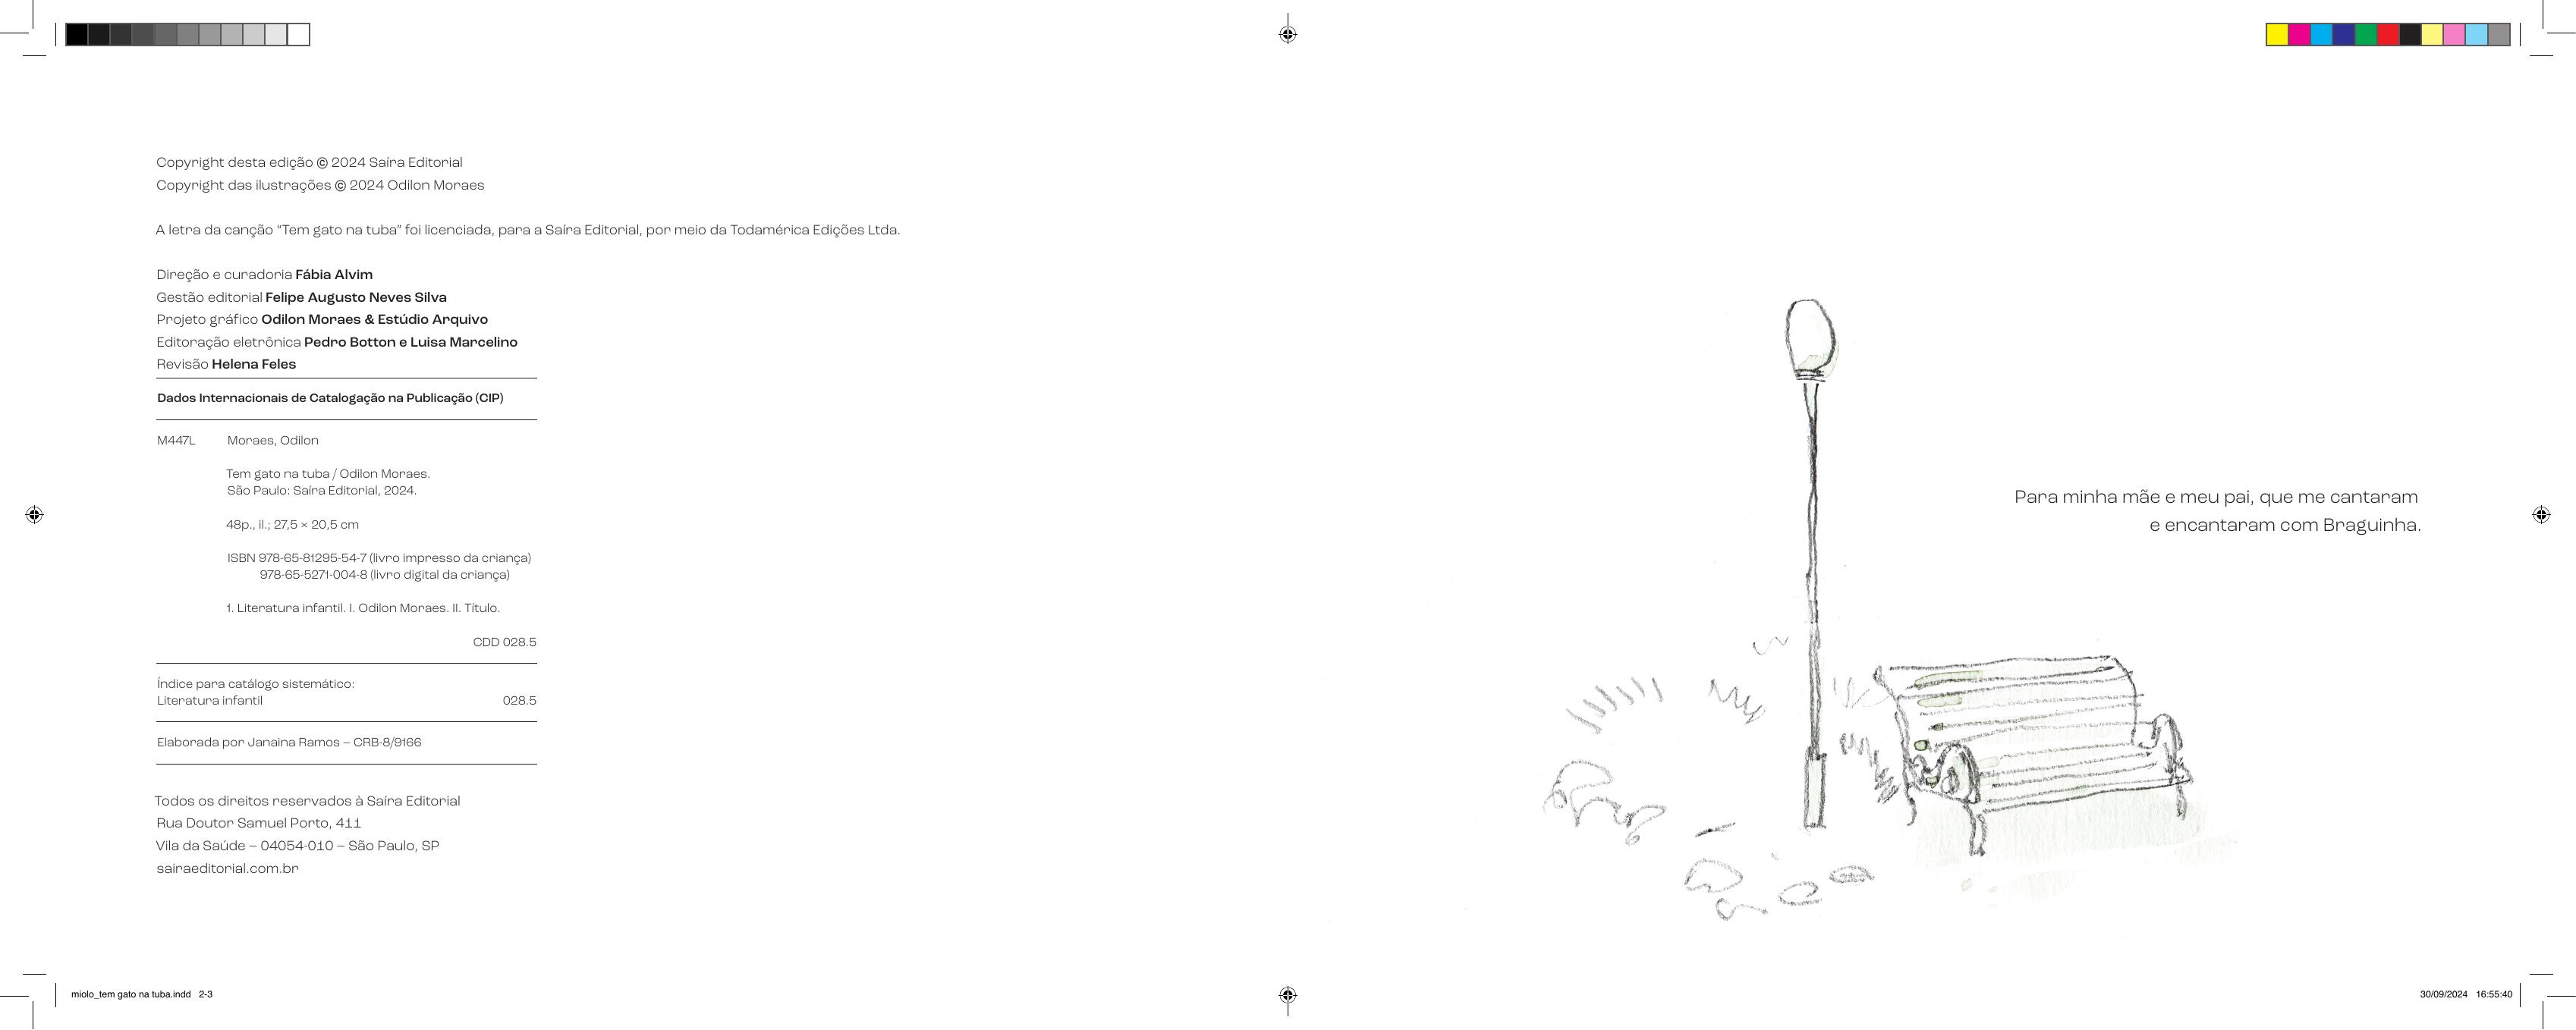 Copyright desta edição © 2024 Saíra Editorial
Copyright das ilustrações © 2024 Odilon Moraes
A letra da canção “Tem gato na tuba” foi licenciada, para a Saíra Editorial, por meio da Todamérica Edições Ltda.
Direção e curadoria Fábia Alvim
Gestão editorial Felipe Augusto Neves Silva
Projeto gráfico Odilon Moraes & Estúdio Arquivo
Editoração eletrônica Pedro Botton e Luisa Marcelino
Revisão Helena Feles
Dados Internacionais de Catalogação na Publicação (CIP)
M447L Moraes, Odilon
Tem gato na tuba / Odilon Moraes.
São Paulo: Saíra Editorial, 2024.
48p., il.; 27,5 × 20,5 cm
ISBN 978-65-81295-54-7 (livro impresso da criança)
978-65-5271-004-8 (livro digital da criança)
1. Literatura infantil. I. Odilon Moraes. II. Título.
CDD 028.5
Índice para catálogo sistemático:
Literatura infantil 028.5
Elaborada por Janaina Ramos – CRB-8/9166
Todos os direitos reservados à Saíra Editorial
Rua Doutor Samuel Porto, 411
Vila da Saúde – 04054-010 – São Paulo, SP
sairaeditorial.com.br
Para minha mãe e meu pai, que me cantaram
e encantaram com Braguinha.
miolo_tem gato na tuba.indd 2-3
30/09/2024 16:55:40